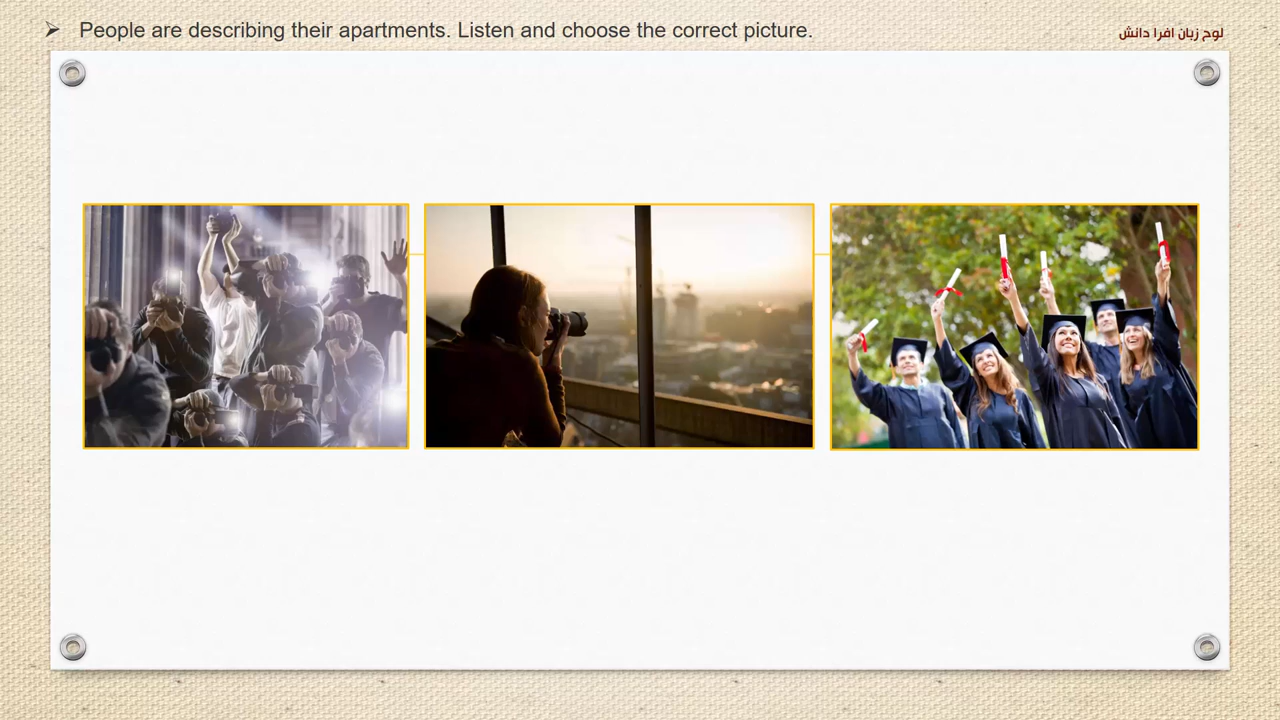 People are describing their apartments. Listen and choose the correct picture.
لوح زبان افرا دانش